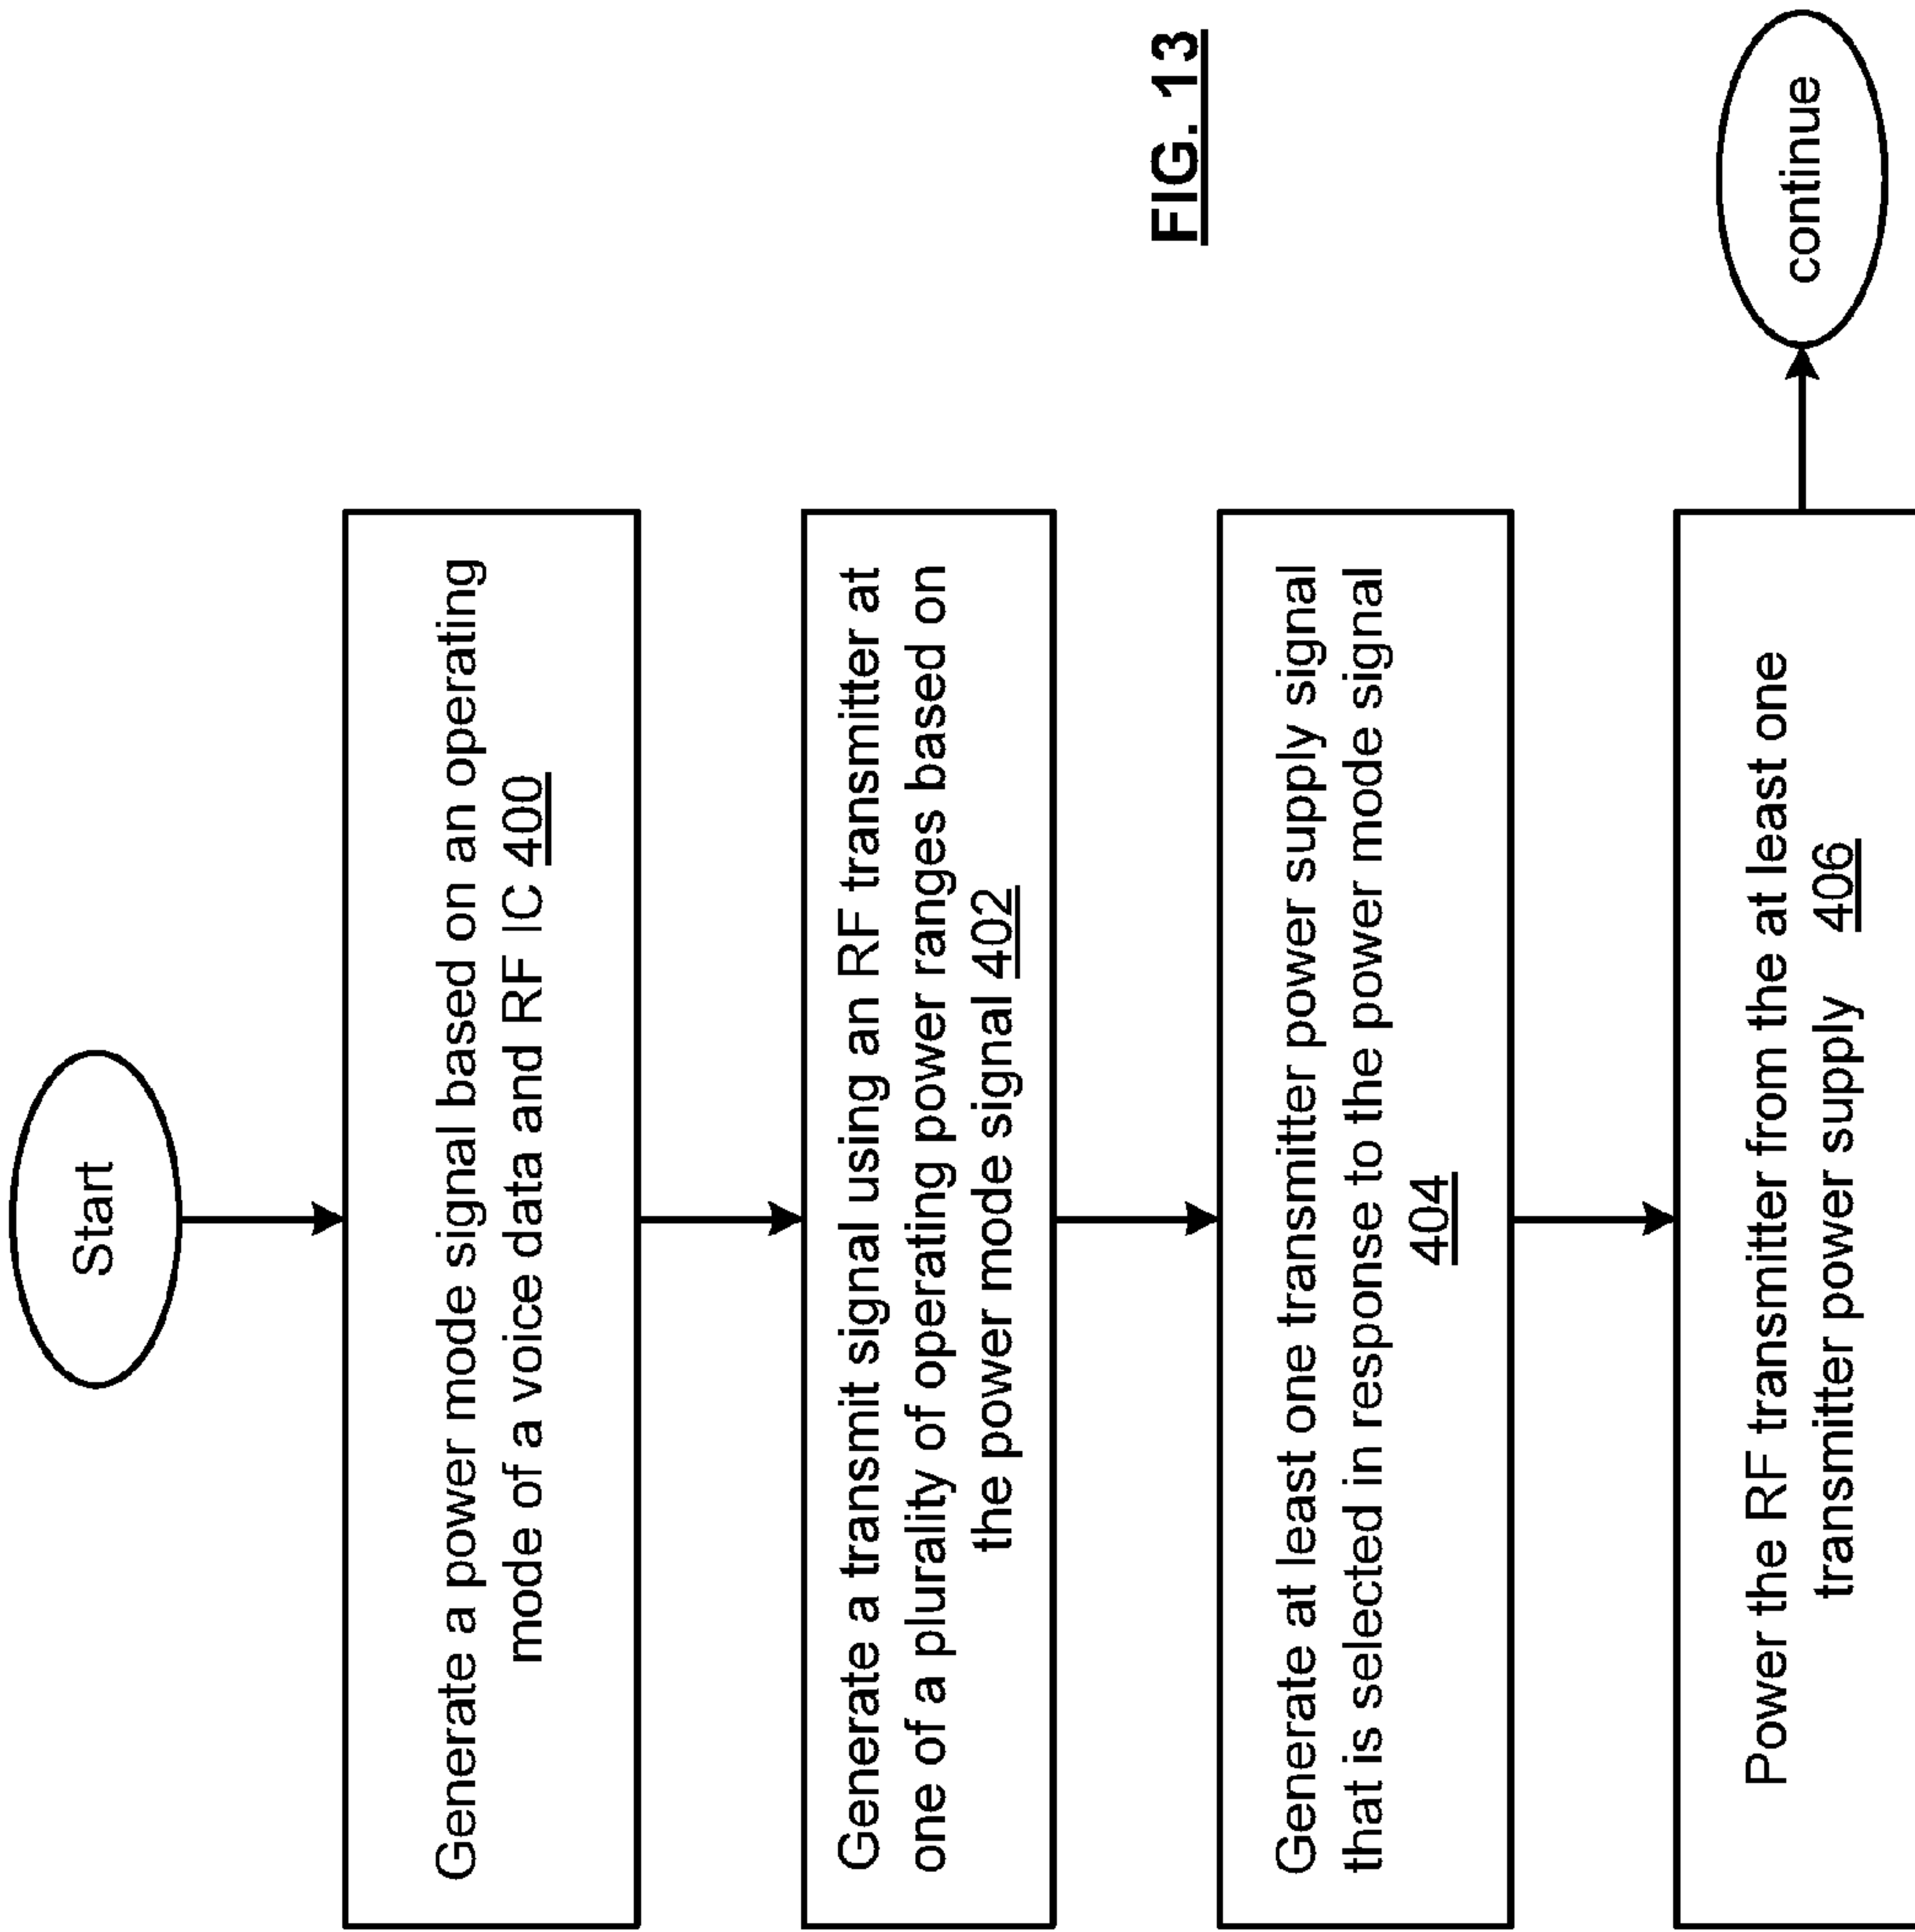 Start
Generate a power mode signal based on an operating
mode of a voice data and RF IC 400
Generate a transmit signal using an RF transmitter at
one of a plurality of operating power ranges based on
the power mode signal 402
Generate at least one transmitter power supply signal
that is selected in response to the power mode signal
404
Power the RF transmitter from the at least one
transmitter power supply 406
continue
FIG. 13